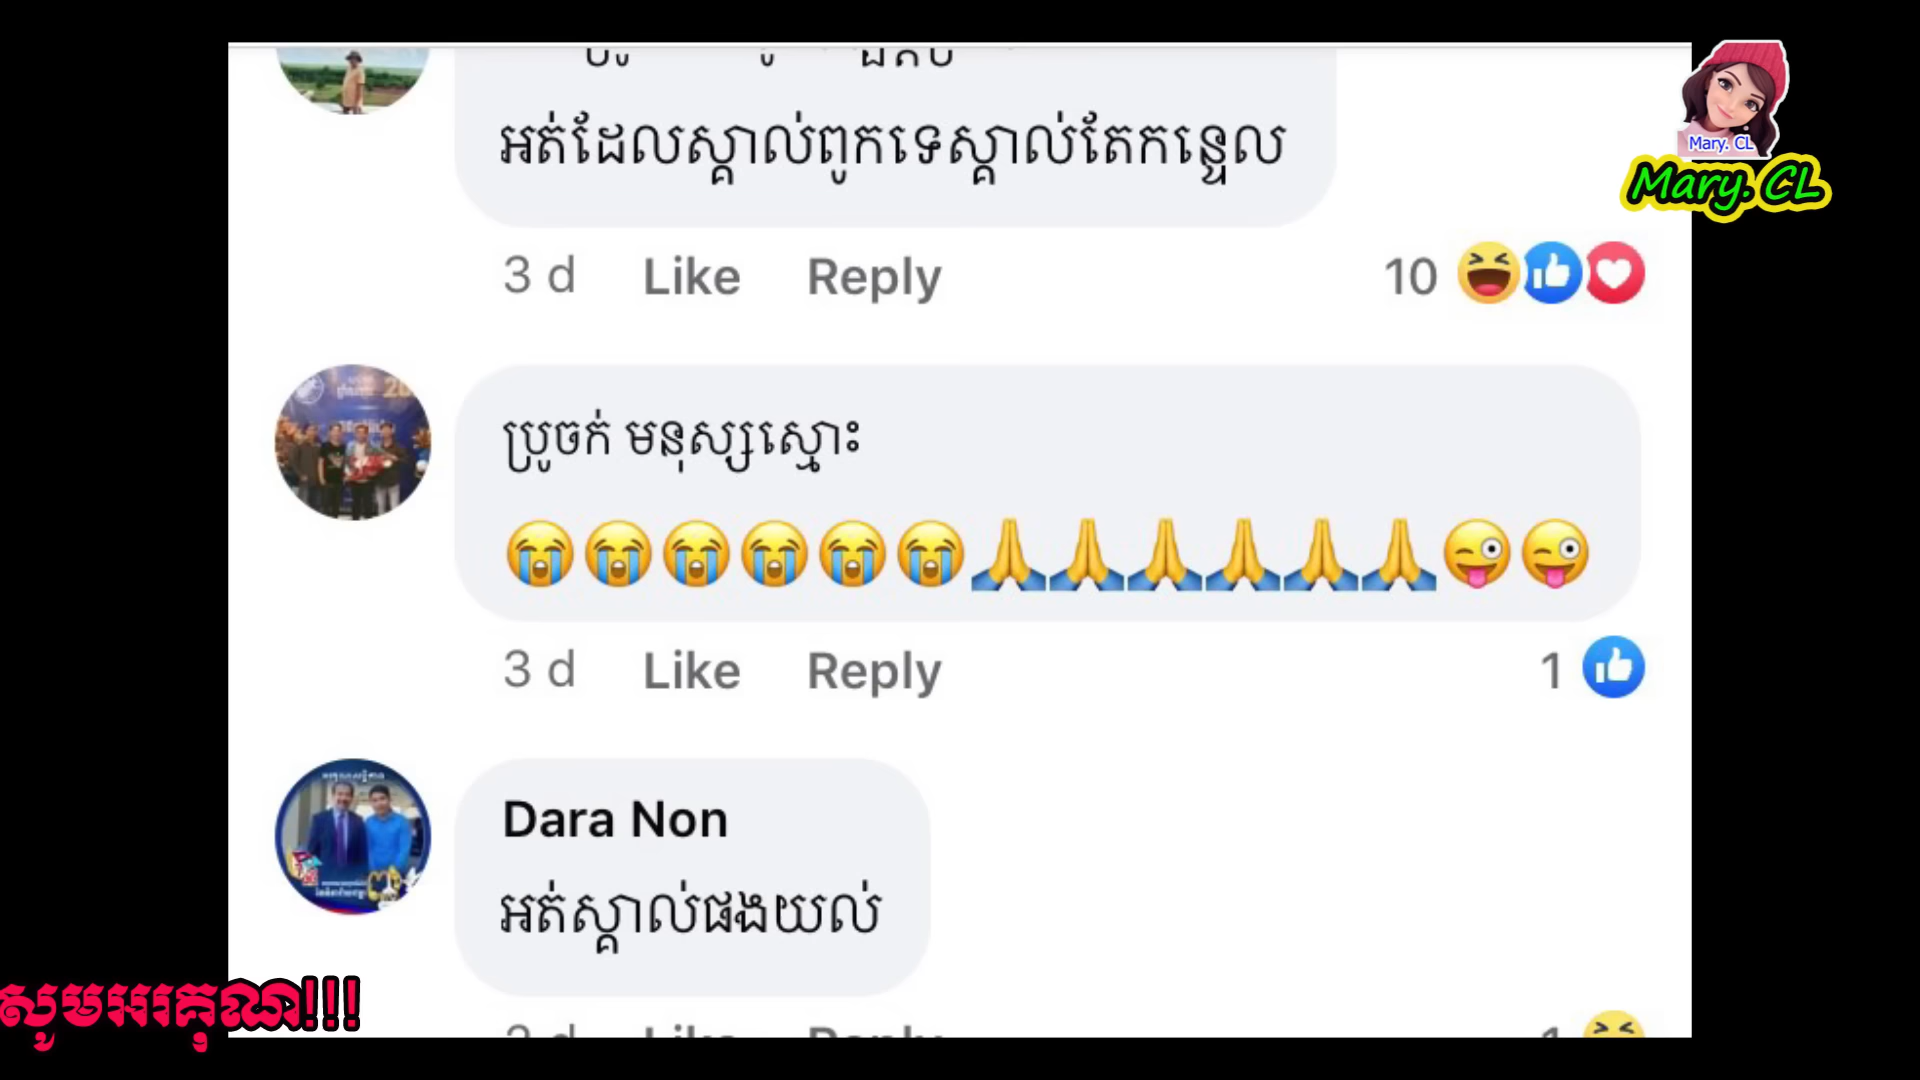 អត់ដែលស្គាល់ពូកទេស្គាល់តែកន្ទេល
3 d Like Reply 10
ប្រូចក់ មនុស្សស្មោះ
😭😭😭😭😭😭🙏🙏🙏🙏🙏🙏😜😜
3 d Like Reply 1
Dara Non
អត់ស្គាល់ផងយល់
Mary. CL
Mary. CL
សូមអរគុណ!!!